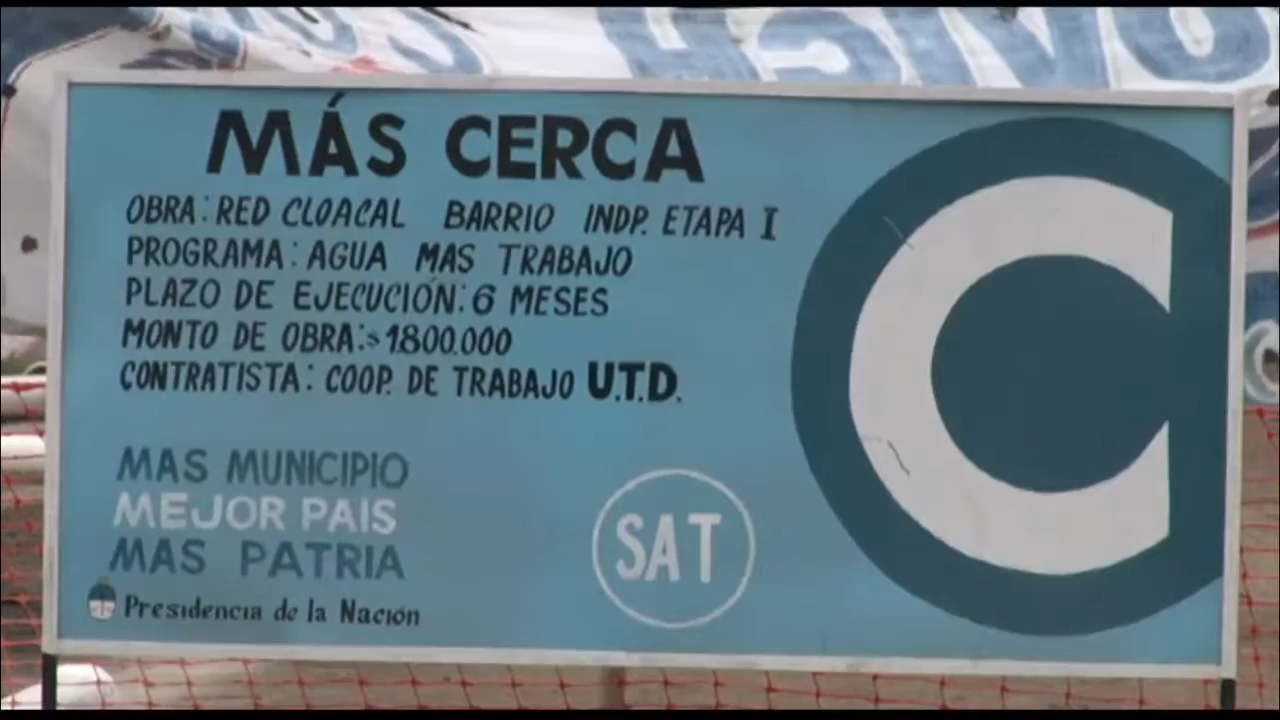 MÁS CERCA
OBRA: RED CLOACAL BARRIO INDP. ETAPA I
PROGRAMA: AGUA MAS TRABAJO
PLAZO DE EJECUCIÓN: 6 MESES
MONTO DE OBRA: $1800.000
CONTRATISTA: COOP. DE TRABAJO U.T.D.
MAS MUNICIPIO
MEJOR PAIS
MAS PATRIA
Presidencia de la Nación
SAT
C